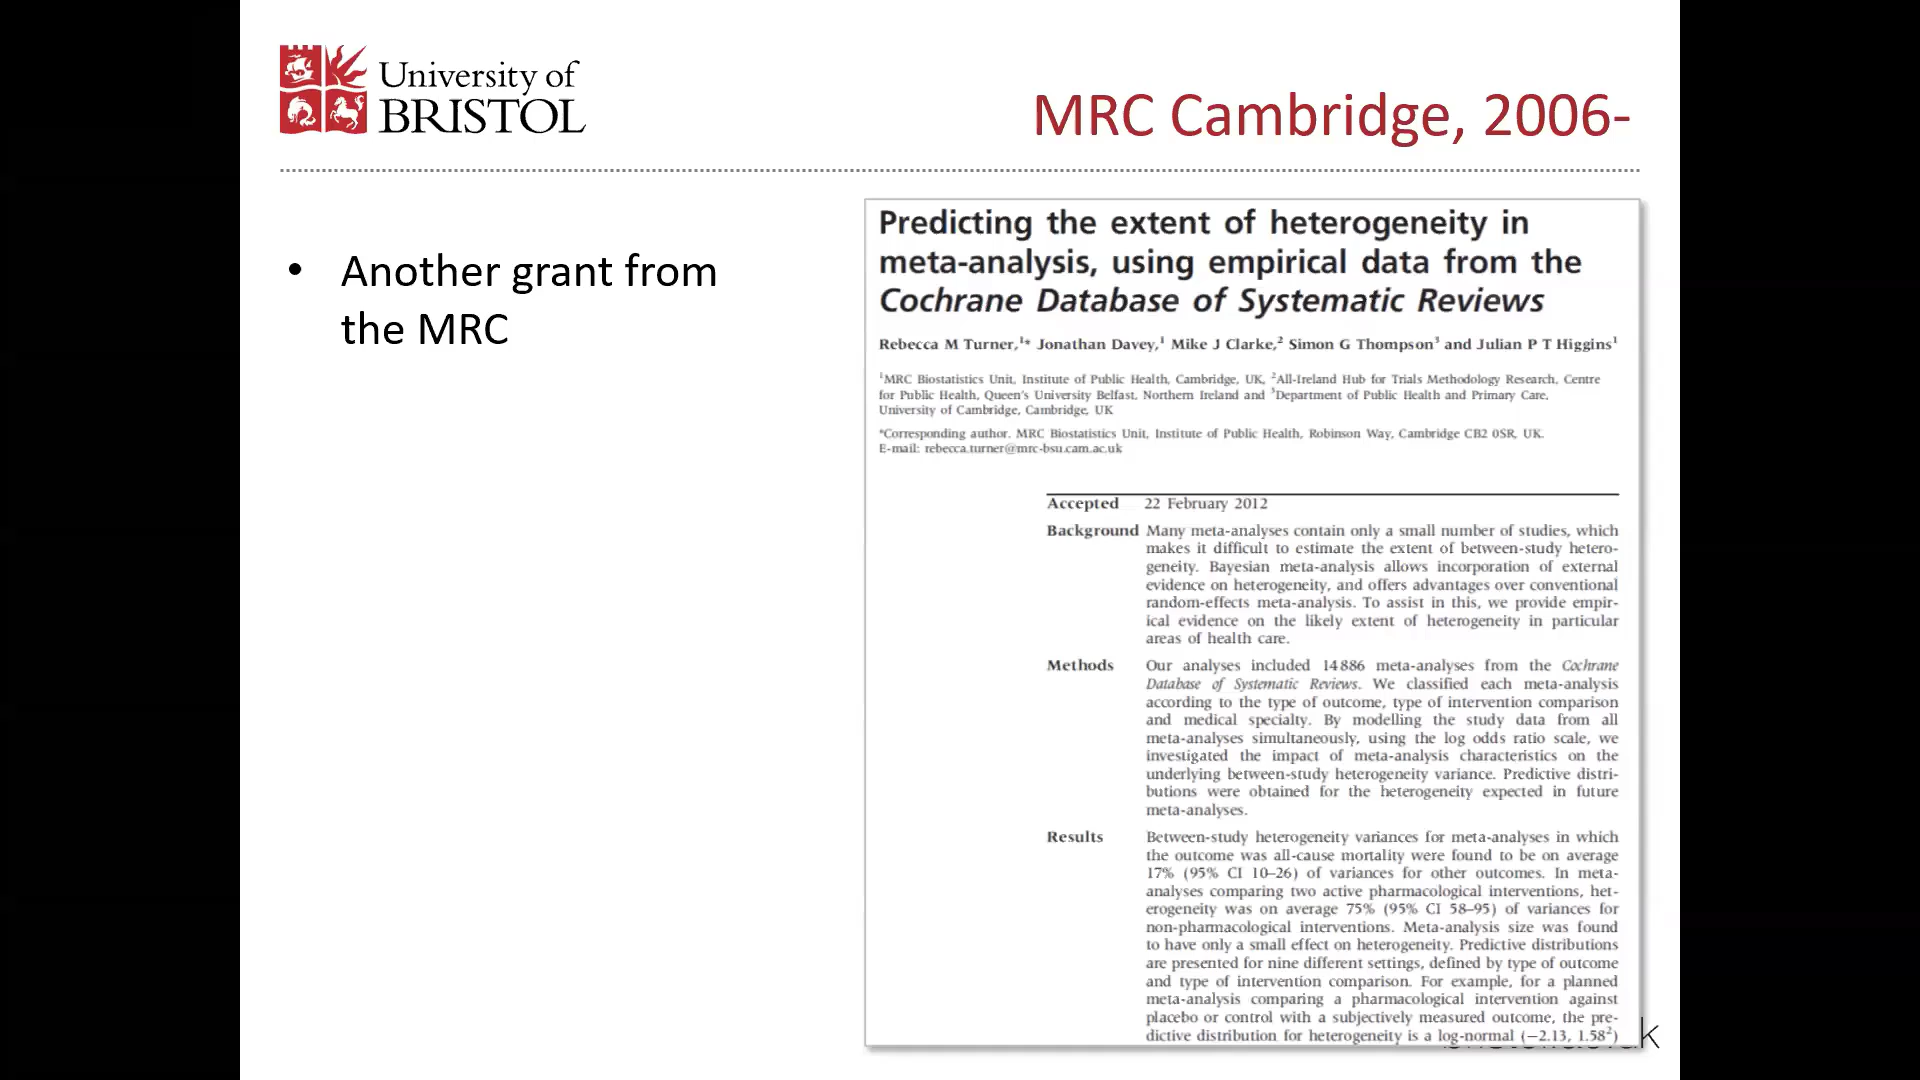 University of
BRISTOL
MRC Cambridge, 2006-
• Another grant from
the MRC
Predicting the extent of heterogeneity in
meta-analysis, using empirical data from the
Cochrane Database of Systematic Reviews
Rebecca M Turner,¹* Jonathan Davey,¹ Mike J Clarke,² Simon G Thompson³ and Julian P T Higgins¹
¹MRC Biostatistics Unit, Institute of Public Health, Cambridge, UK, ²All-Ireland Hub for Trials Methodology Research, Centre
for Public Health, Queen's University Belfast, Northern Ireland and ³Department of Public Health and Primary Care,
University of Cambridge, Cambridge, UK
*Corresponding author. MRC Biostatistics Unit, Institute of Public Health, Robinson Way, Cambridge CB2 0SR, UK.
E-mail: rebecca.turner@mrc-bsu.cam.ac.uk
Accepted 22 February 2012
Background Many meta-analyses contain only a small number of studies, which
makes it difficult to estimate the extent of between-study hetero-
geneity. Bayesian meta-analysis allows incorporation of external
evidence on heterogeneity, and offers advantages over conventional
random-effects meta-analysis. To assist in this, we provide empir-
ical evidence on the likely extent of heterogeneity in particular
areas of health care.
Methods Our analyses included 14 886 meta-analyses from the Cochrane
Database of Systematic Reviews. We classified each meta-analysis
according to the type of outcome, type of intervention comparison
and medical specialty. By modelling the study data from all
meta-analyses simultaneously, using the log odds ratio scale, we
investigated the impact of meta-analysis characteristics on the
underlying between-study heterogeneity variance. Predictive distri-
butions were obtained for the heterogeneity expected in future
meta-analyses.
Results Between-study heterogeneity variances for meta-analyses in which
the outcome was all-cause mortality were found to be on average
17% (95% CI 10–26) of variances for other outcomes. In meta-
analyses comparing two active pharmacological interventions, het-
erogeneity was on average 75% (95% CI 58–95) of variances for
non-pharmacological interventions. Meta-analysis size was found
to have only a small effect on heterogeneity. Predictive distributions
are presented for nine different settings, defined by type of outcome
and type of intervention comparison. For example, for a planned
meta-analysis comparing a pharmacological intervention against
placebo or control with a subjectively measured outcome, the pre-
dictive distribution for heterogeneity is a log-normal (−2.13, 1.58²)